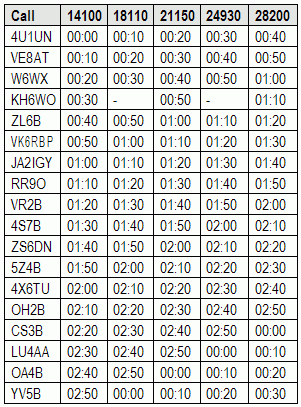 Call 14100 18110 21150 24930 28200
4U1UN 00:00 00:10 00:20 00:30 00:40
VE8AT 00:10 00:20 00:30 00:40 00:50
W6WX 00:20 00:30 00:40 00:50 01:00
KH6WO 00:30 - 00:50 - 01:10
ZL6B 00:40 00:50 01:00 01:10 01:20
VK6RBP 00:50 01:00 01:10 01:20 01:30
JA2IGY 01:00 01:10 01:20 01:30 01:40
RR9O 01:10 01:20 01:30 01:40 01:50
VR2B 01:20 01:30 01:40 01:50 02:00
4S7B 01:30 01:40 01:50 02:00 02:10
ZS6DN 01:40 01:50 02:00 02:10 02:20
5Z4B 01:50 02:00 02:10 02:20 02:30
4X6TU 02:00 02:10 02:20 02:30 02:40
OH2B 02:10 02:20 02:30 02:40 02:50
CS3B 02:20 02:30 02:40 02:50 00:00
LU4AA 02:30 02:40 02:50 00:00 00:10
OA4B 02:40 02:50 00:00 00:10 00:20
YV5B 02:50 00:00 00:10 00:20 00:30